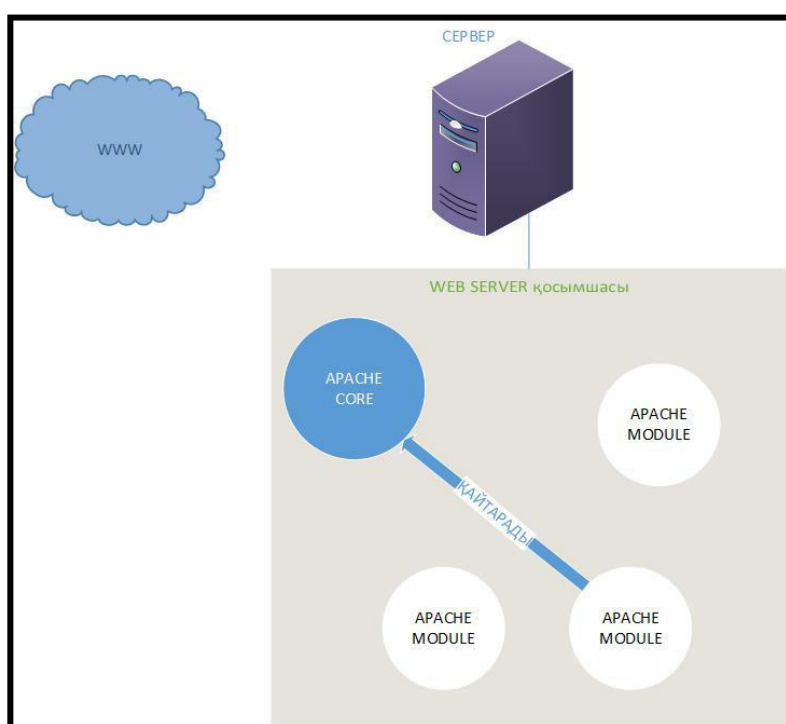 СЕРВЕР
WWW
WEB SERVER қосымшасы
APACHE
CORE
APACHE
MODULE
ҚАЙТАРАДЫ
APACHE
MODULE
APACHE
MODULE